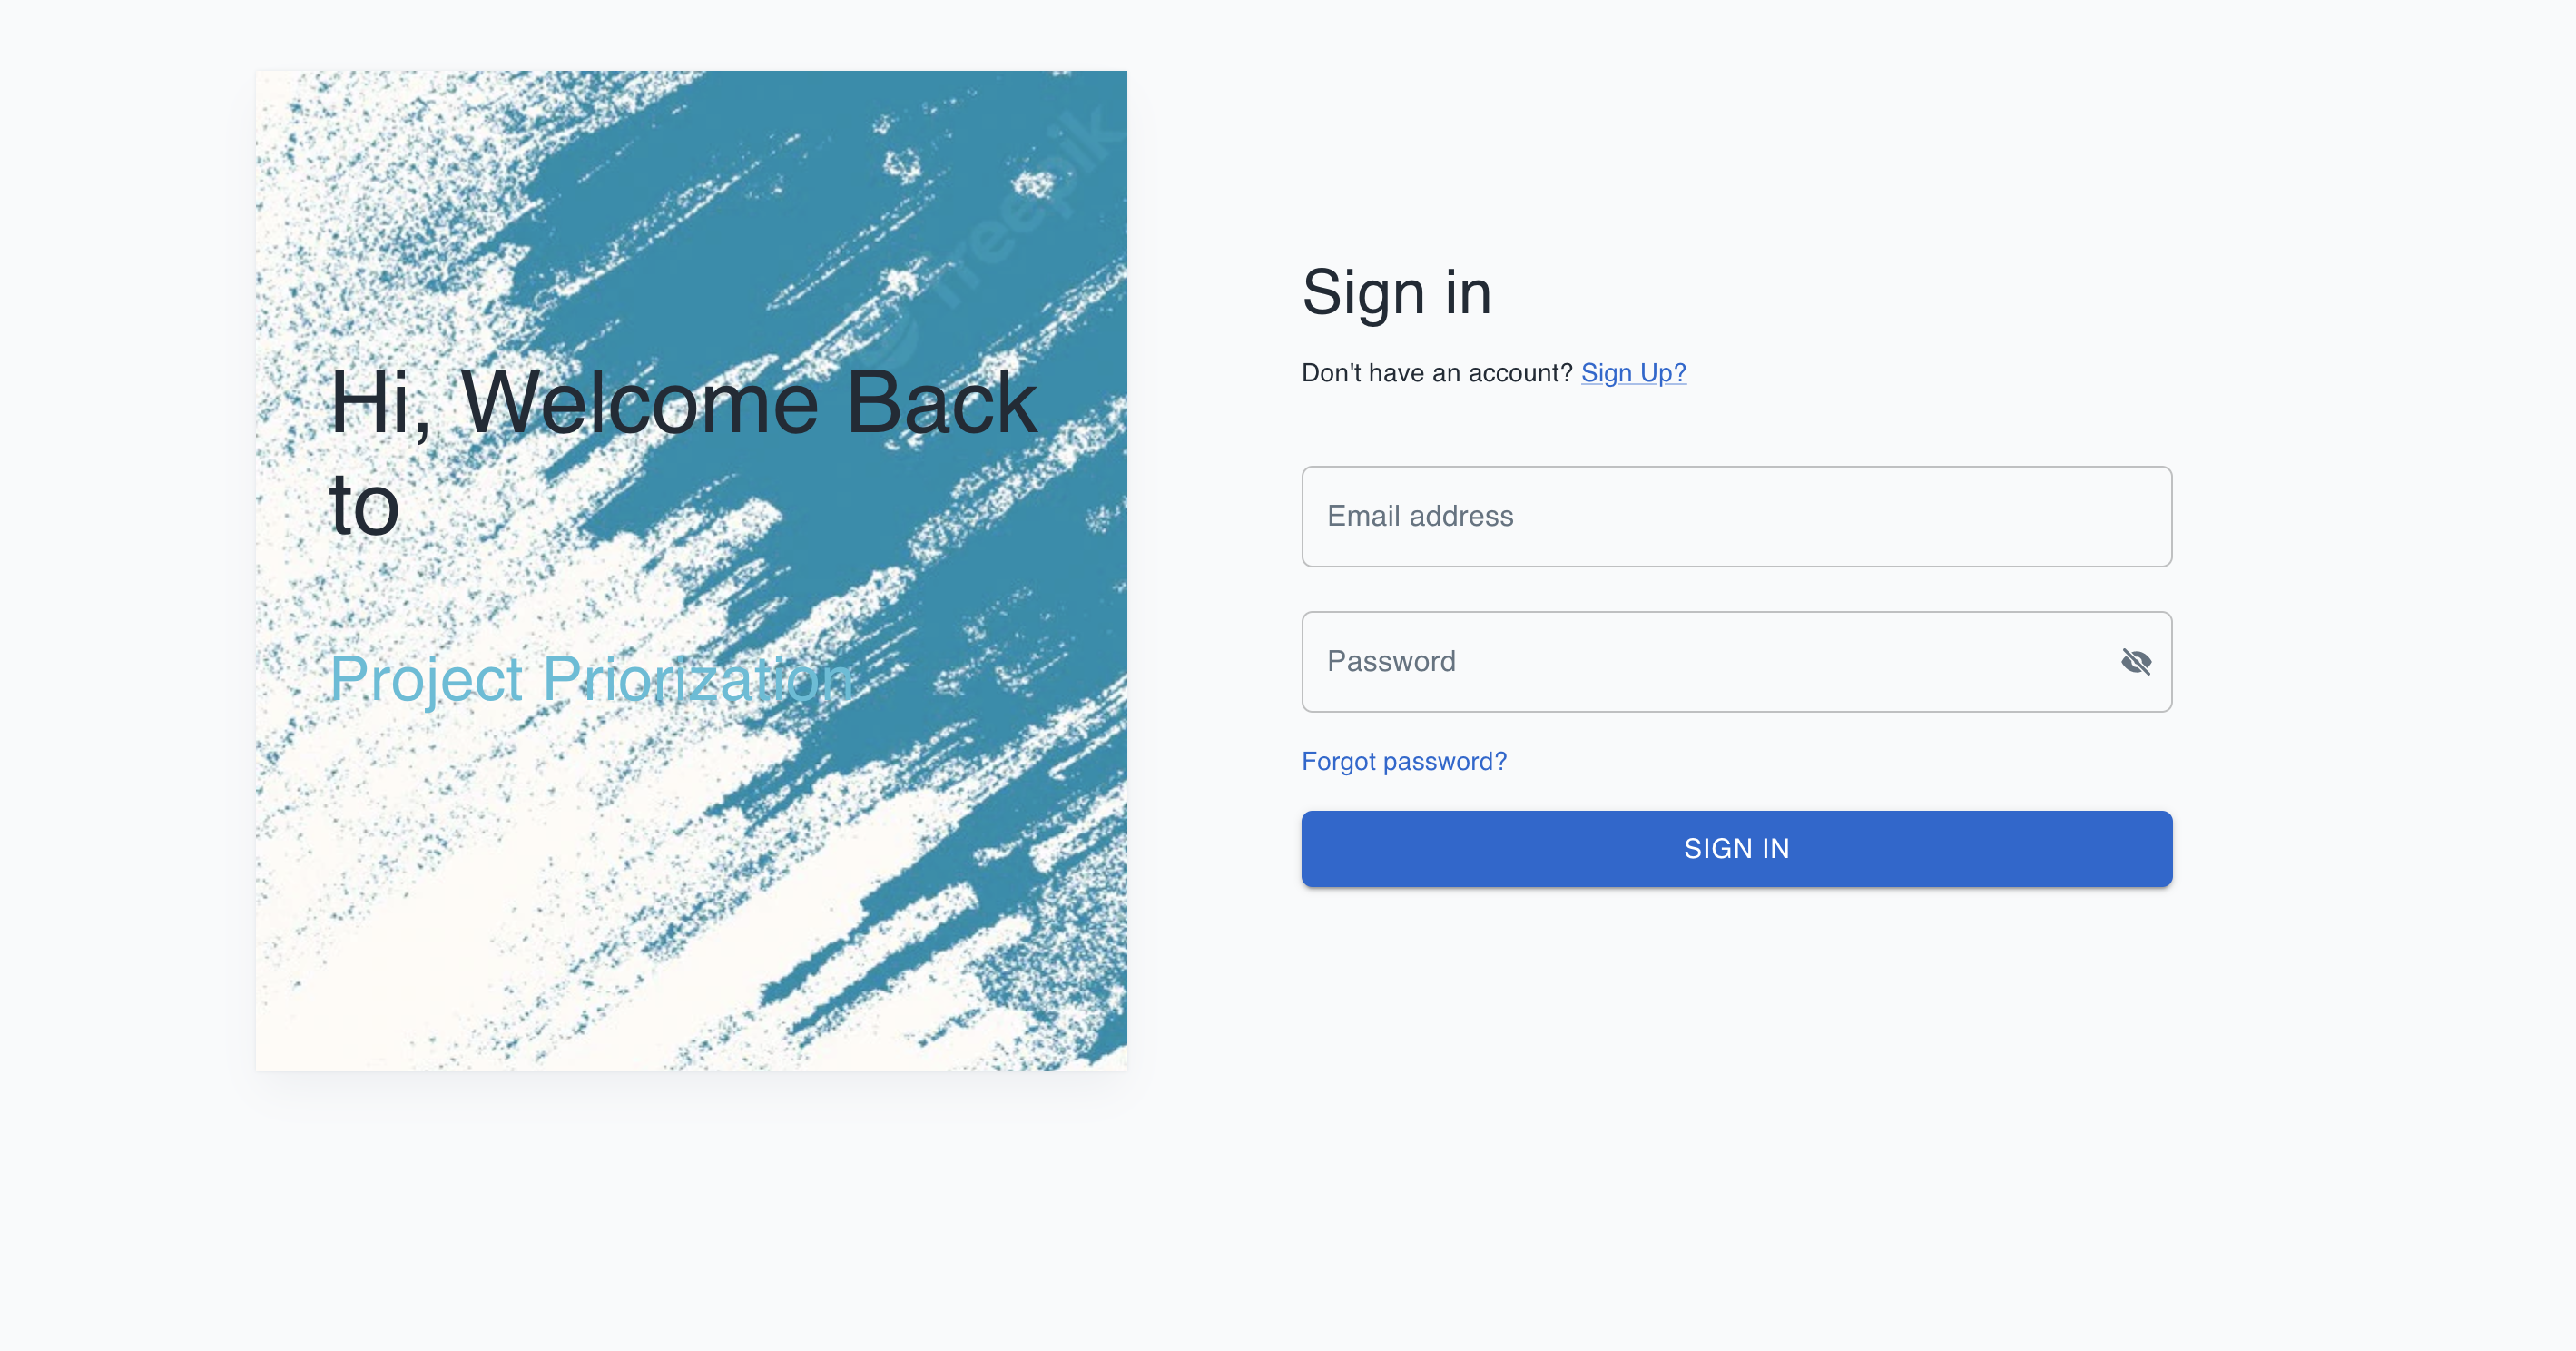 freepik
Hi, Welcome Back
to
Project Priorization
Sign in
Don't have an account? Sign Up?
Email address
Password
Forgot password?
SIGN IN